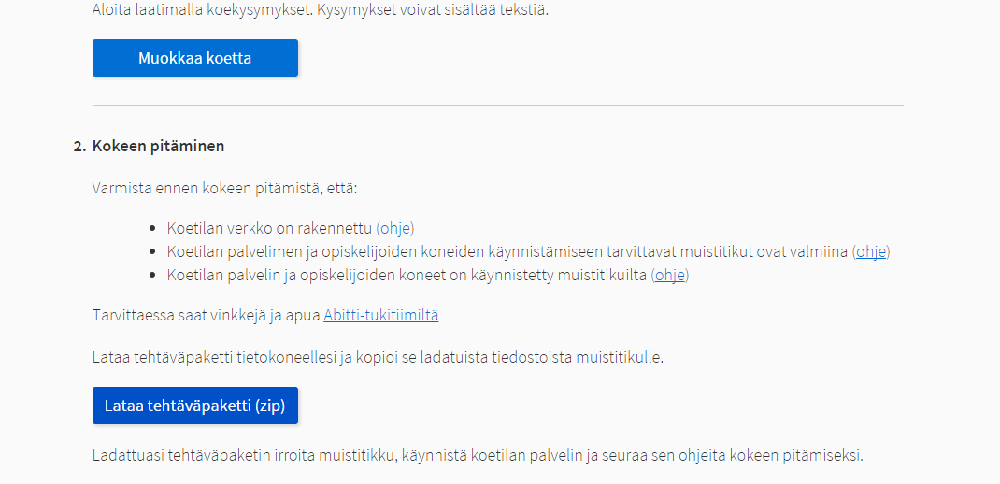 Aloita laatimalla koekysymykset. Kysymykset voivat sisältää tekstiä.
Muokkaa koetta
2. Kokeen pitäminen
Varmista ennen kokeen pitämistä, että:
• Koetilan verkko on rakennettu (ohje)
• Koetilan palvelimen ja opiskelijoiden koneiden käynnistämiseen tarvittavat muistitikut ovat valmiina (ohje)
• Koetilan palvelin ja opiskelijoiden koneet on käynnistetty muistitikuilta (ohje)
Tarvittaessa saat vinkkejä ja apua Abitti-tukitiimiltä
Lataa tehtäväpaketti tietokoneellesi ja kopioi se ladatuista tiedostoista muistitikulle.
Lataa tehtäväpaketti (zip)
Ladattuasi tehtäväpaketin irroita muistitikku, käynnistä koetilan palvelin ja seuraa sen ohjeita kokeen pitämiseksi.